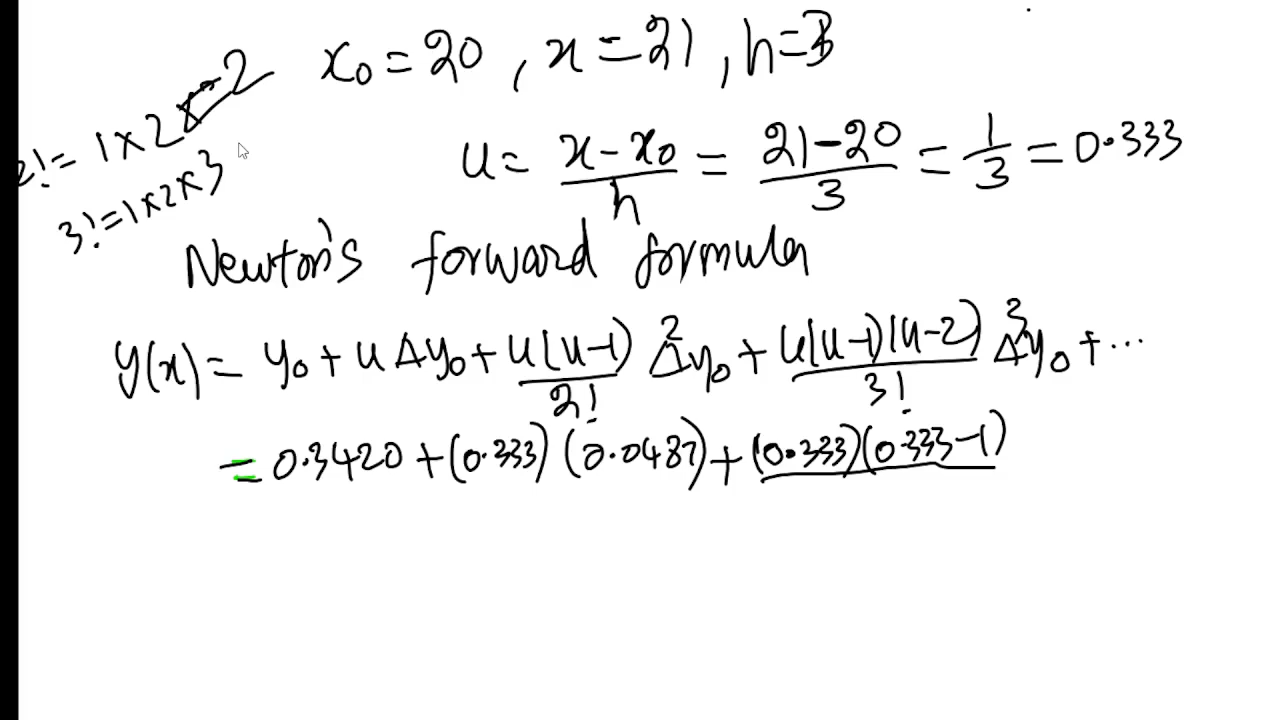 x₀ = 20 , x = 21 , h = 3
2! = 1 × 2 = 2
u = (x − x₀)/h = (21 − 20)/3 = 1/3 = 0.333
3! = 1×2×3
Newton's forward formula
y(x) = y₀ + u Δy₀ + u(u−1)/2! Δ²y₀ + u(u−1)(u−2)/3! Δ³y₀ + ...
= 0.3420 + (0.333) (0.0487) + (0.333)(0.333−1)